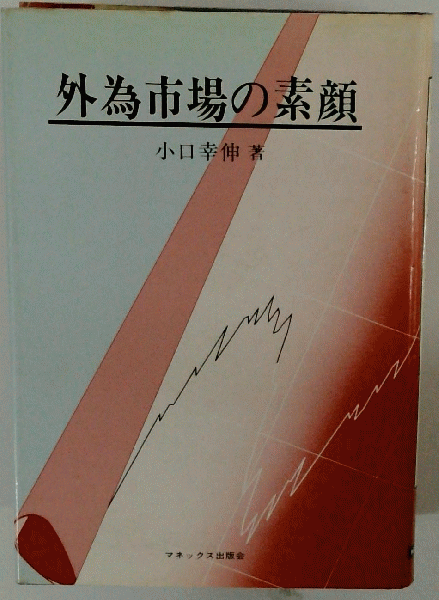 外為市場の素顔
小口幸伸 著
マネックス出版会